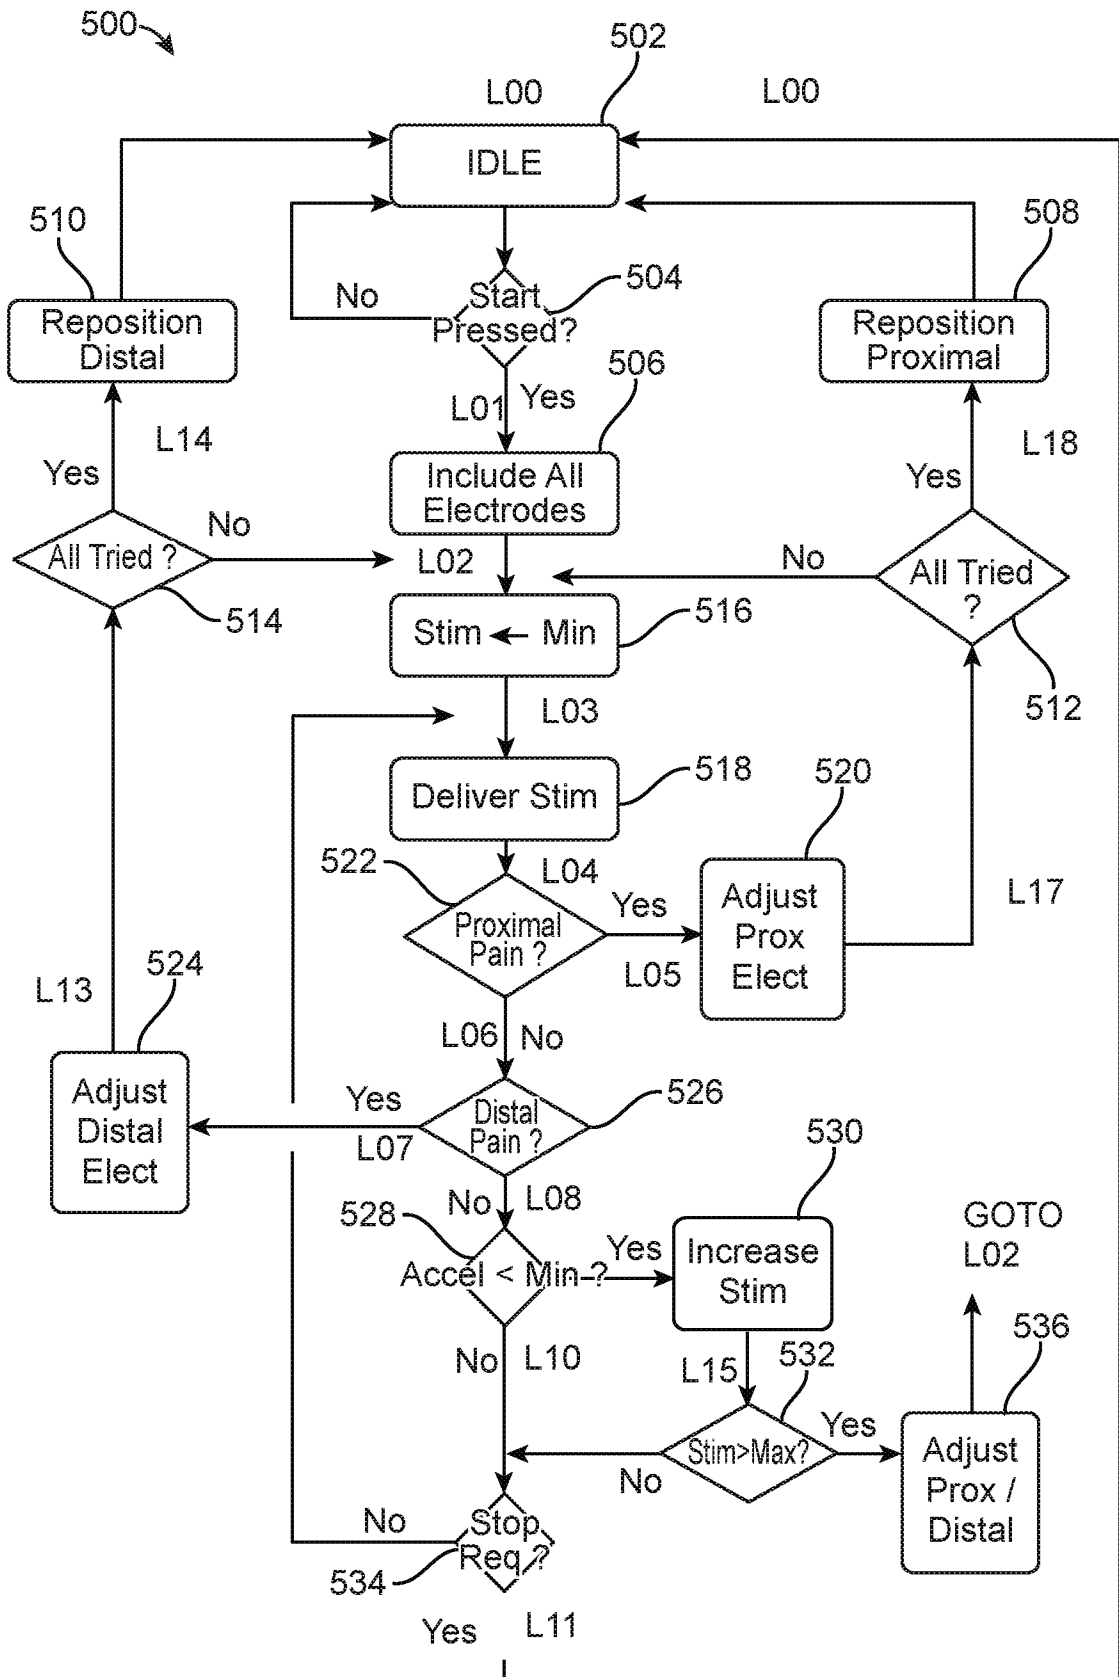 500
502
L00
L00
IDLE
510
508
504
No
Start
Pressed?
Reposition
Distal
Reposition
Proximal
506
L01
Yes
L14
L18
Yes
Yes
Include All
Electrodes
No
L02
No
All Tried ?
All Tried
?
514
516
Stim ← Min
512
L03
518
520
Deliver Stim
522
L04
Yes
Adjust
Prox
Elect
L17
Proximal
Pain ?
L05
524
L13
L06
No
Adjust
Distal
Elect
Yes
Distal
Pain ?
526
L07
530
No
L08
528
GOTO
L02
Yes
Increase
Stim
Accel < Min ?
536
No
L10
L15
532
Yes
Stim>Max?
Adjust
Prox /
Distal
No
No
Stop
Req ?
534
L11
Yes